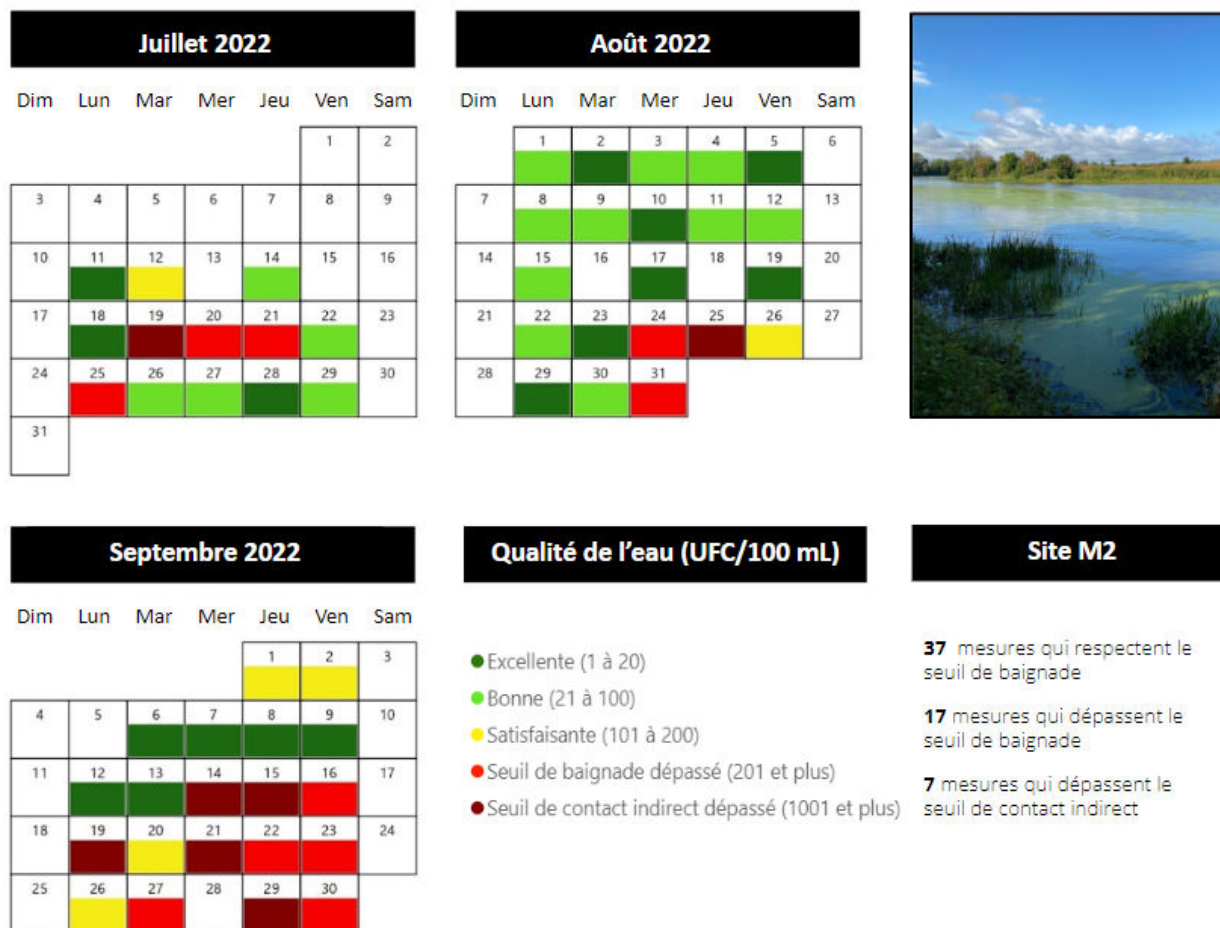 Juillet 2022
Dim Lun Mar Mer Jeu Ven Sam
1 2
3 4 5 6 7 8 9
10 11 12 13 14 15 16
17 18 19 20 21 22 23
24 25 26 27 28 29 30
31
Août 2022
Dim Lun Mar Mer Jeu Ven Sam
1 2 3 4 5 6
7 8 9 10 11 12 13
14 15 16 17 18 19 20
21 22 23 24 25 26 27
28 29 30 31
Septembre 2022
Dim Lun Mar Mer Jeu Ven Sam
1 2 3
4 5 6 7 8 9 10
11 12 13 14 15 16 17
18 19 20 21 22 23 24
25 26 27 28 29 30
Qualité de l'eau (UFC/100 mL)
Excellente (1 à 20)
Bonne (21 à 100)
Satisfaisante (101 à 200)
Seuil de baignade dépassé (201 et plus)
Seuil de contact indirect dépassé (1001 et plus)
Site M2
37 mesures qui respectent le
seuil de baignade
17 mesures qui dépassent le
seuil de baignade
7 mesures qui dépassent le
seuil de contact indirect